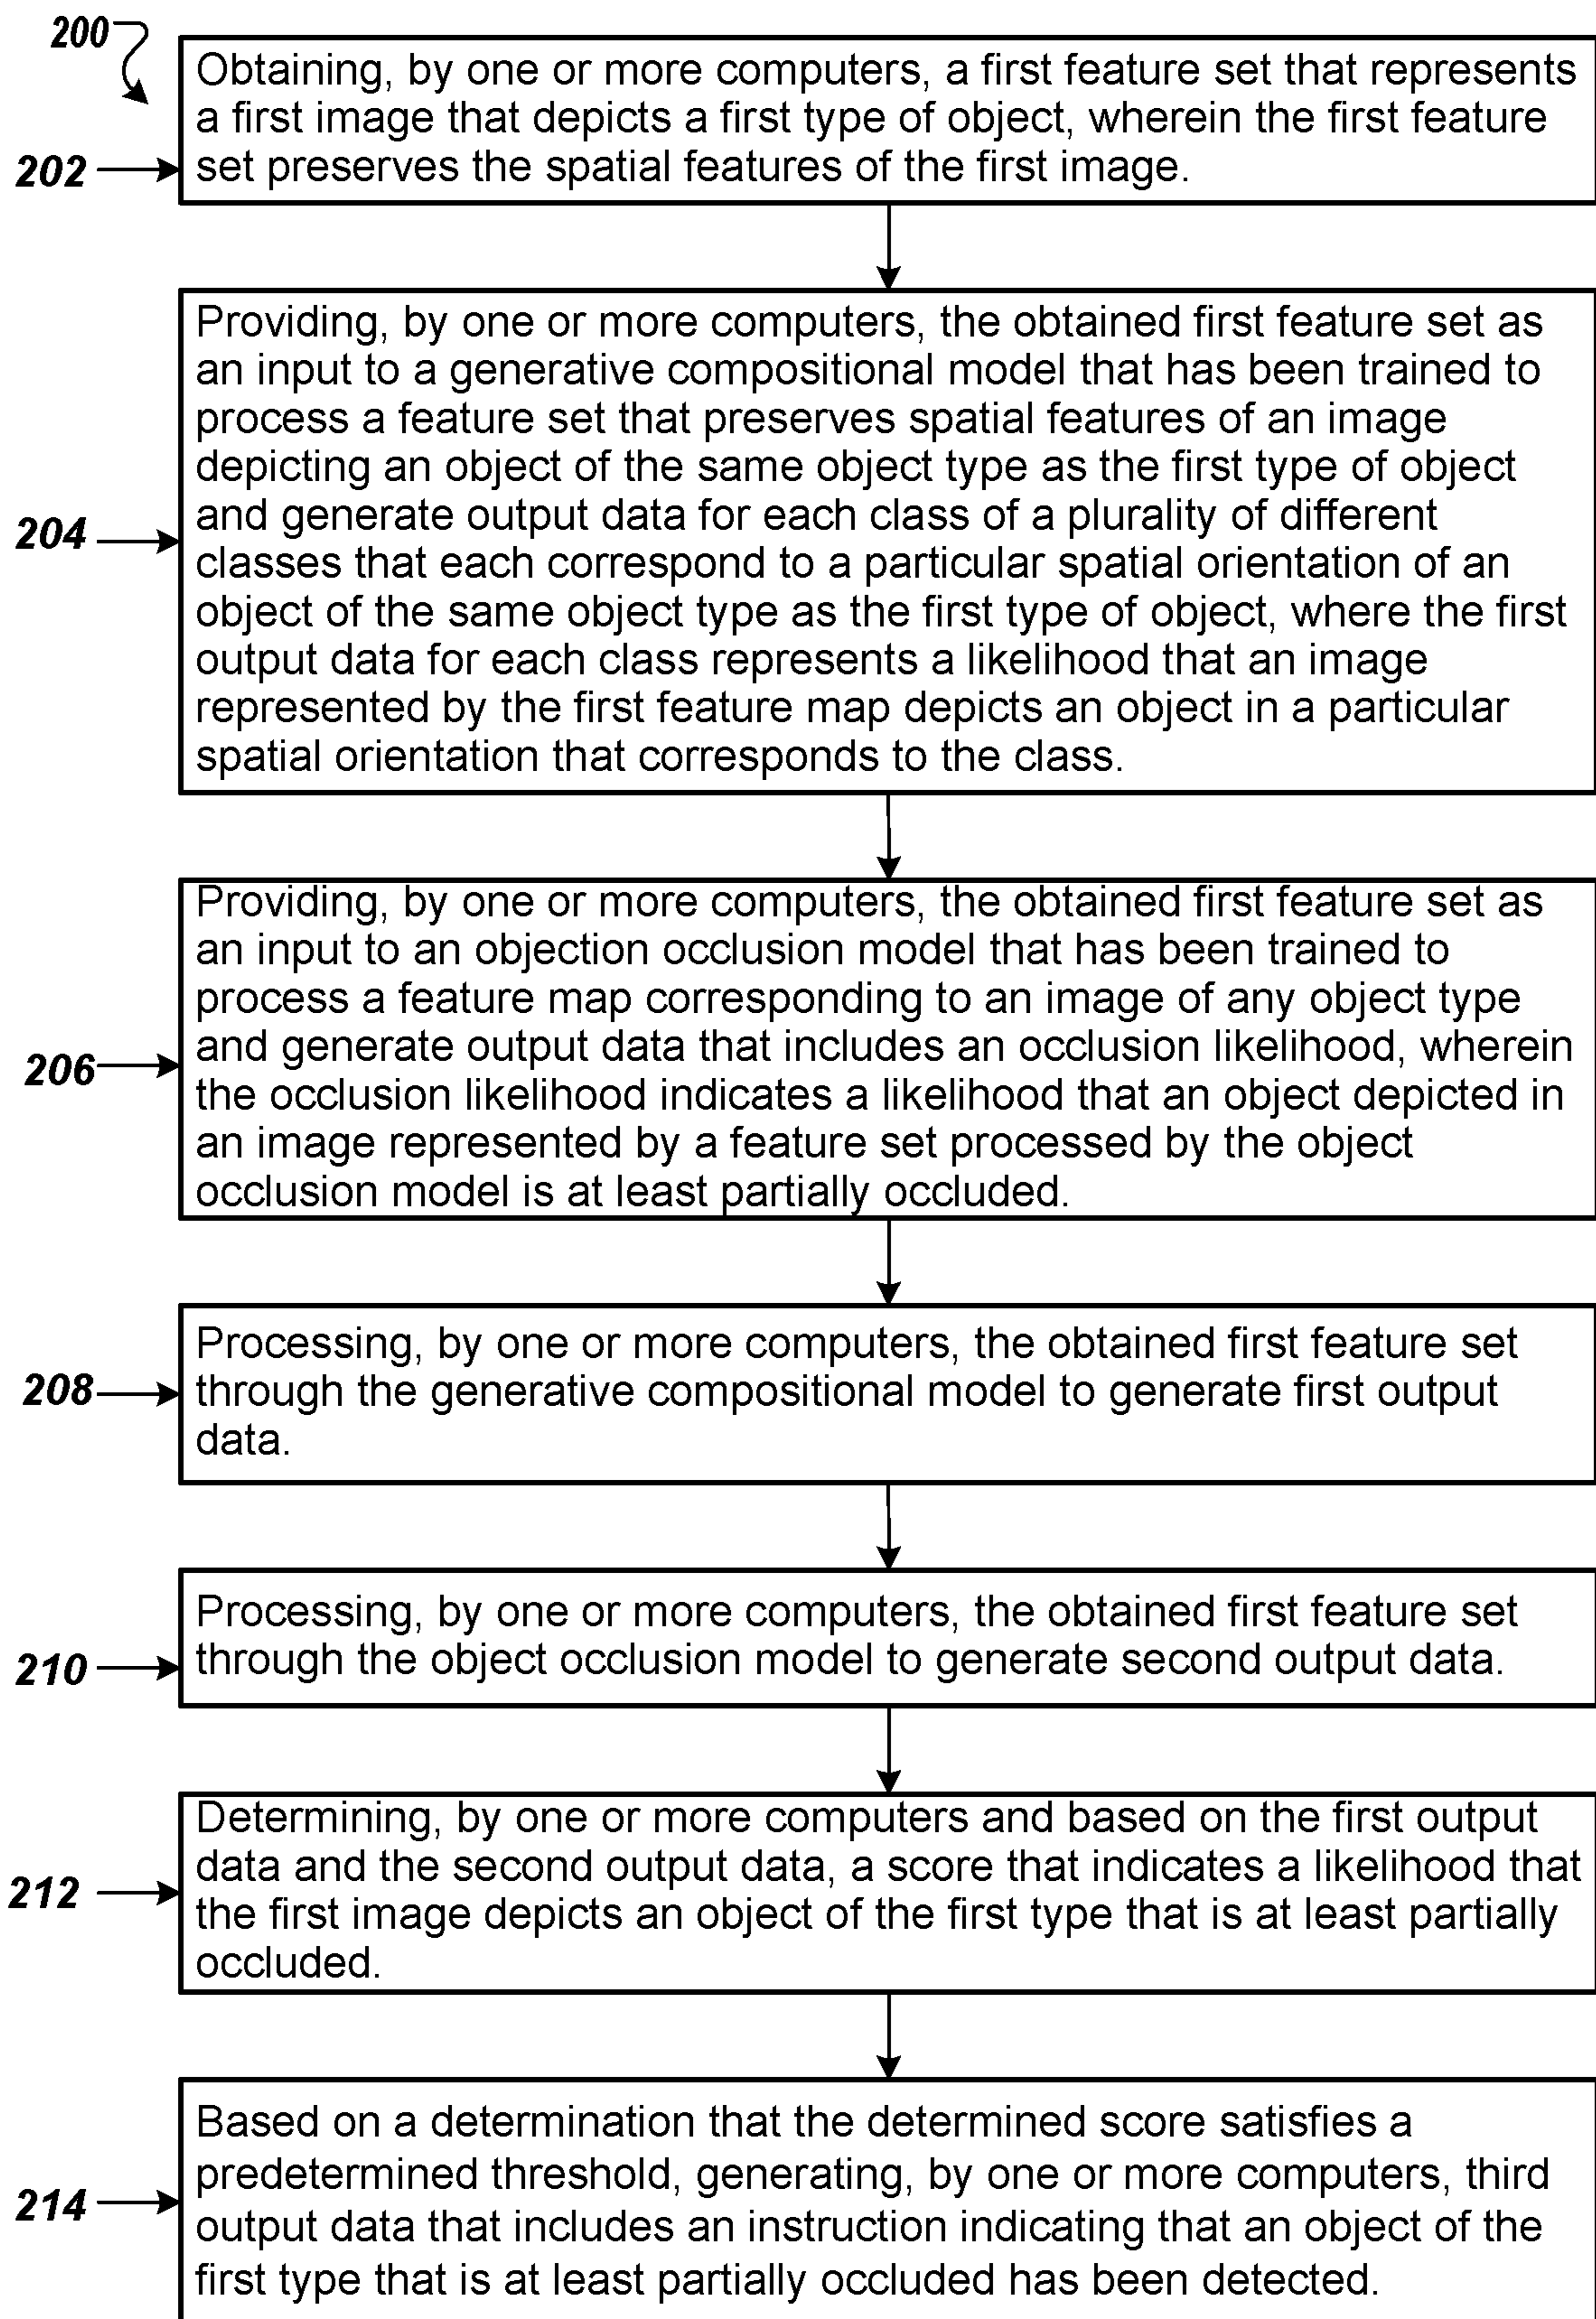 200
Obtaining, by one or more computers, a first feature set that represents
a first image that depicts a first type of object, wherein the first feature
set preserves the spatial features of the first image.
202
Providing, by one or more computers, the obtained first feature set as
an input to a generative compositional model that has been trained to
process a feature set that preserves spatial features of an image
depicting an object of the same object type as the first type of object
and generate output data for each class of a plurality of different
classes that each correspond to a particular spatial orientation of an
object of the same object type as the first type of object, where the first
output data for each class represents a likelihood that an image
represented by the first feature map depicts an object in a particular
spatial orientation that corresponds to the class.
204
Providing, by one or more computers, the obtained first feature set as
an input to an objection occlusion model that has been trained to
process a feature map corresponding to an image of any object type
and generate output data that includes an occlusion likelihood, wherein
the occlusion likelihood indicates a likelihood that an object depicted in
an image represented by a feature set processed by the object
occlusion model is at least partially occluded.
206
Processing, by one or more computers, the obtained first feature set
through the generative compositional model to generate first output
data.
208
Processing, by one or more computers, the obtained first feature set
through the object occlusion model to generate second output data.
210
Determining, by one or more computers and based on the first output
data and the second output data, a score that indicates a likelihood that
the first image depicts an object of the first type that is at least partially
occluded.
212
Based on a determination that the determined score satisfies a
predetermined threshold, generating, by one or more computers, third
output data that includes an instruction indicating that an object of the
first type that is at least partially occluded has been detected.
214